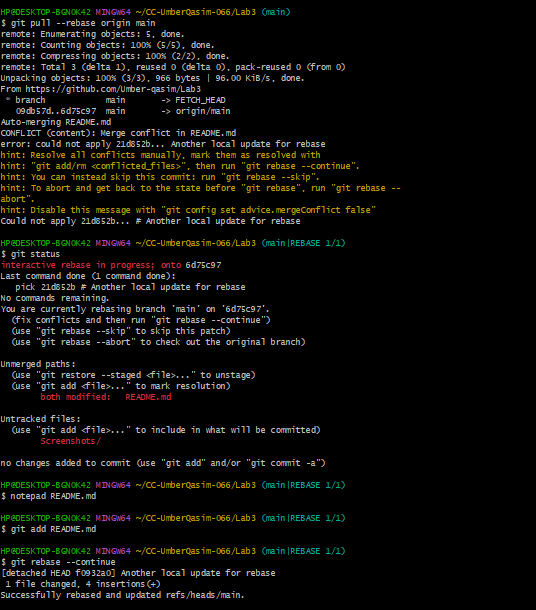 HP@DESKTOP-BGNOK42 MINGW64 ~/CC-UmberQasim-066/Lab3 (main)
$ git pull --rebase origin main
remote: Enumerating objects: 5, done.
remote: Counting objects: 100% (5/5), done.
remote: Compressing objects: 100% (2/2), done.
remote: Total 3 (delta 1), reused 0 (delta 0), pack-reused 0 (from 0)
Unpacking objects: 100% (3/3), 966 bytes | 96.00 KiB/s, done.
From https://github.com/Umber-qasim/Lab3
 * branch            main       -> FETCH_HEAD
   09db57d..6d75c97  main       -> origin/main
Auto-merging README.md
CONFLICT (content): Merge conflict in README.md
error: could not apply 21d852b... Another local update for rebase
hint: Resolve all conflicts manually, mark them as resolved with
hint: "git add/rm <conflicted_files>", then run "git rebase --continue".
hint: You can instead skip this commit: run "git rebase --skip".
hint: To abort and get back to the state before "git rebase", run "git rebase --
abort".
hint: Disable this message with "git config set advice.mergeConflict false"
Could not apply 21d852b... # Another local update for rebase
HP@DESKTOP-BGNOK42 MINGW64 ~/CC-UmberQasim-066/Lab3 (main|REBASE 1/1)
$ git status
interactive rebase in progress; onto 6d75c97
Last command done (1 command done):
   pick 21d852b # Another local update for rebase
No commands remaining.
You are currently rebasing branch 'main' on '6d75c97'.
  (fix conflicts and then run "git rebase --continue")
  (use "git rebase --skip" to skip this patch)
  (use "git rebase --abort" to check out the original branch)
Unmerged paths:
  (use "git restore --staged <file>..." to unstage)
  (use "git add <file>..." to mark resolution)
        both modified:   README.md
Untracked files:
  (use "git add <file>..." to include in what will be committed)
        Screenshots/
no changes added to commit (use "git add" and/or "git commit -a")
HP@DESKTOP-BGNOK42 MINGW64 ~/CC-UmberQasim-066/Lab3 (main|REBASE 1/1)
$ notepad README.md
HP@DESKTOP-BGNOK42 MINGW64 ~/CC-UmberQasim-066/Lab3 (main|REBASE 1/1)
$ git add README.md
HP@DESKTOP-BGNOK42 MINGW64 ~/CC-UmberQasim-066/Lab3 (main|REBASE 1/1)
$ git rebase --continue
[detached HEAD f0932a0] Another local update for rebase
 1 file changed, 4 insertions(+)
Successfully rebased and updated refs/heads/main.